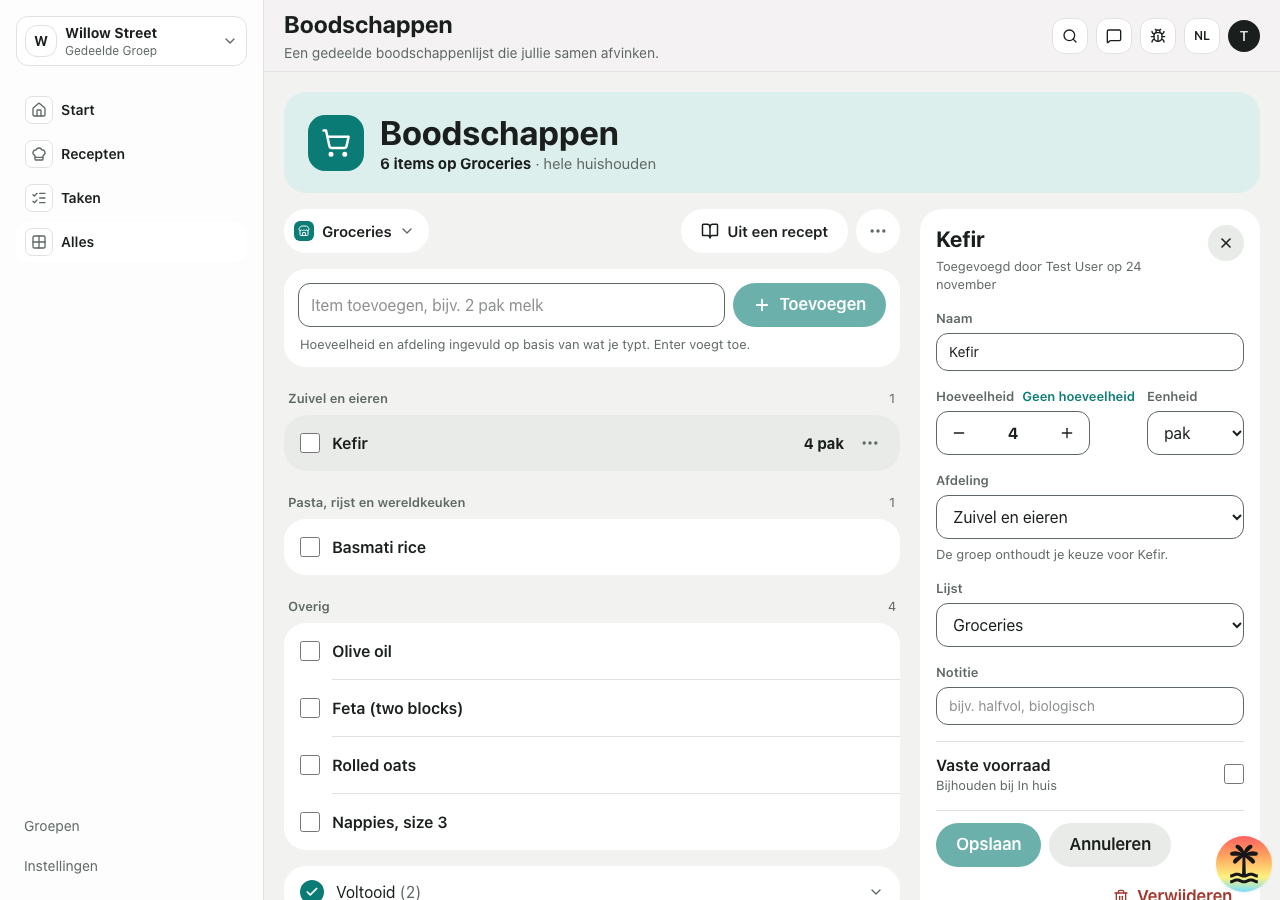 W
Willow Street
Gedeelde Groep
Start
Recepten
Taken
Alles
Groepen
Instellingen
Boodschappen
Een gedeelde boodschappenlijst die jullie samen afvinken.
NL
T
Boodschappen
6 items op Groceries · hele huishouden
Groceries
Uit een recept
Item toevoegen, bijv. 2 pak melk
Toevoegen
Hoeveelheid en afdeling ingevuld op basis van wat je typt. Enter voegt toe.
Zuivel en eieren 1
Kefir 4 pak
Pasta, rijst en wereldkeuken 1
Basmati rice
Overig 4
Olive oil
Feta (two blocks)
Rolled oats
Nappies, size 3
Voltooid (2)
Kefir
Toegevoegd door Test User op 24
november
Naam
Kefir
Hoeveelheid Geen hoeveelheid Eenheid
4 pak
Afdeling
Zuivel en eieren
De groep onthoudt je keuze voor Kefir.
Lijst
Groceries
Notitie
bijv. halfvol, biologisch
Vaste voorraad
Bijhouden bij In huis
Opslaan Annuleren
Verwijderen